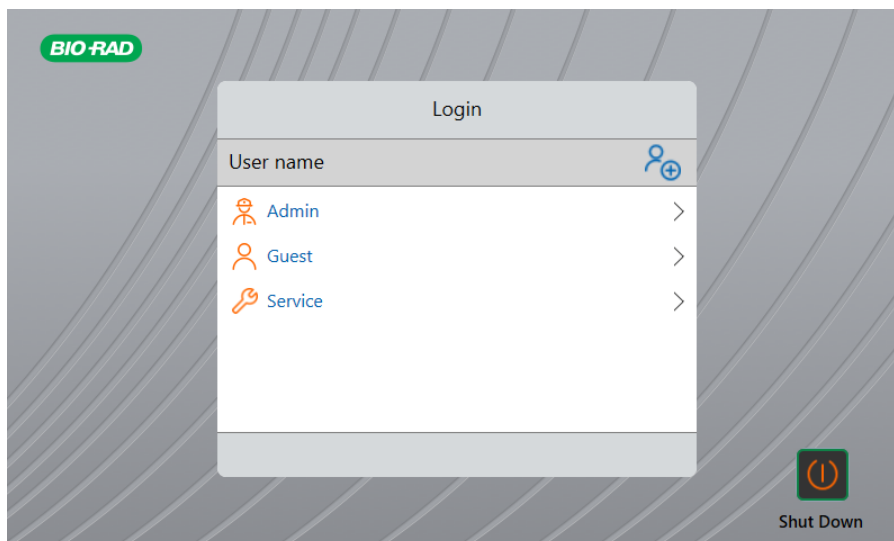 BIO-RAD
Login
User name
Admin
Guest
Service
Shut Down